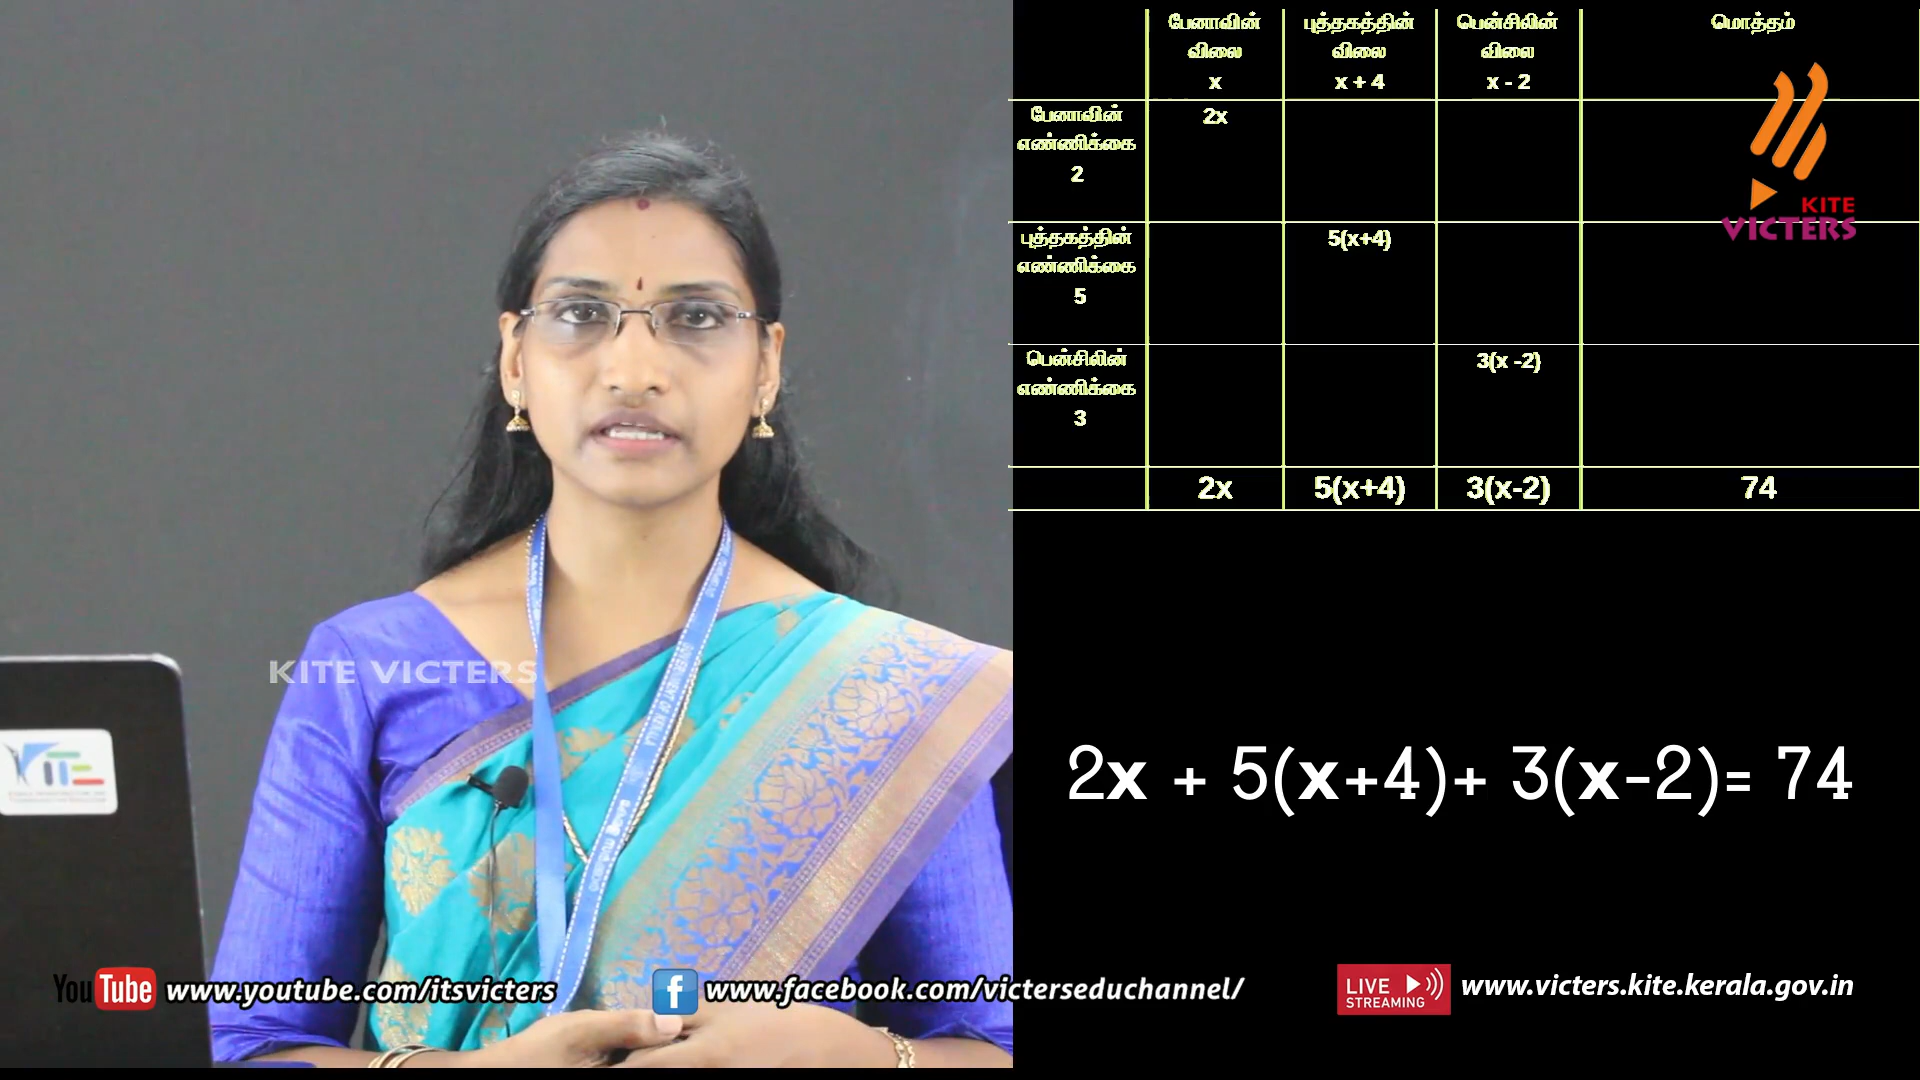 பேனாவின் விலை x
புத்தகத்தின் விலை x + 4
பென்சிலின் விலை x - 2
மொத்தம்
பேனாவின் எண்ணிக்கை 2
2x
புத்தகத்தின் எண்ணிக்கை 5
5(x+4)
பென்சிலின் எண்ணிக்கை 3
3(x -2)
2x 5(x+4) 3(x-2) 74
KITE
VICTERS
KITE VICTERS
2x + 5(x+4)+ 3(x-2)= 74
YouTube www.youtube.com/itsvicters
f www.facebook.com/victerseduchannel/
LIVE
STREAMING
www.victers.kite.kerala.gov.in